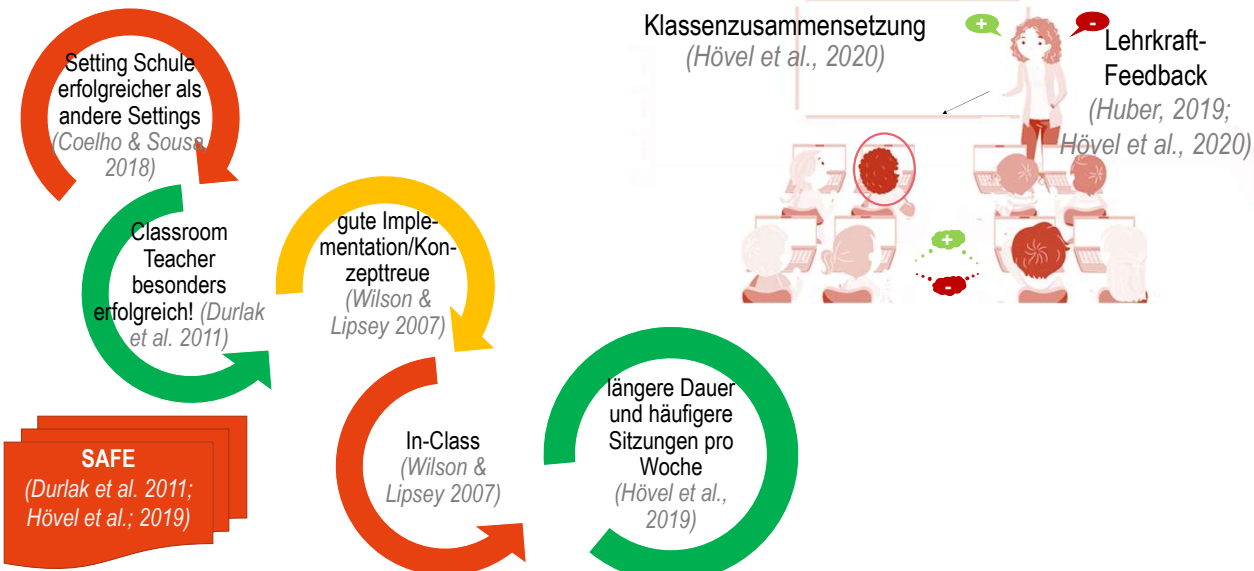 Setting Schule
erfolgreicher als
andere Settings
(Coelho & Sousa,
2018)
Classroom
Teacher
besonders
erfolgreich! (Durlak
et al. 2011)
gute Imple-
mentation/Kon-
zepttreue
(Wilson &
Lipsey 2007)
In-Class
(Wilson &
Lipsey 2007)
längere Dauer
und häufigere
Sitzungen pro
Woche
(Hövel et al.,
2019)
SAFE
(Durlak et al. 2011;
Hövel et al.; 2019)
Klassenzusammensetzung
(Hövel et al., 2020)
+
-
Lehrkraft-
Feedback
(Huber, 2019;
Hövel et al., 2020)
+
-